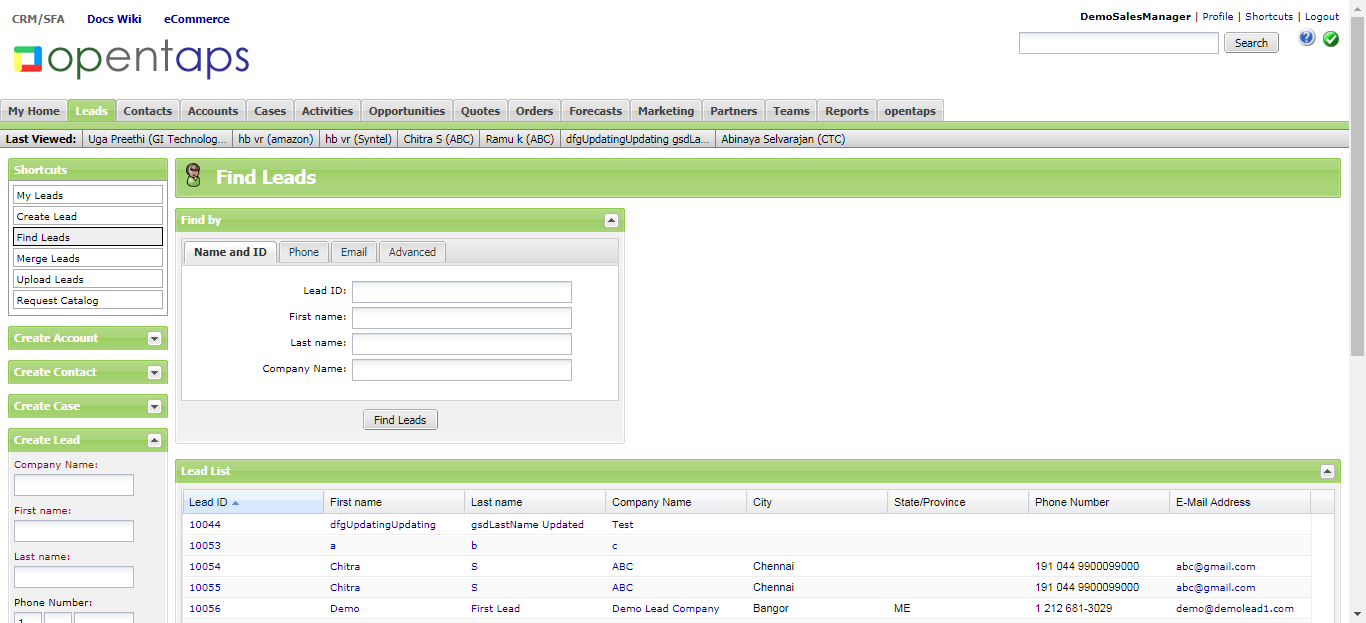 CRM/SFA Docs Wiki eCommerce
DemoSalesManager | Profile | Shortcuts | Logout
opentaps
Search
My Home Leads Contacts Accounts Cases Activities Opportunities Quotes Orders Forecasts Marketing Partners Teams Reports opentaps
Last Viewed: Uga Preethi (GI Technolog... hb vr (amazon) hb vr (Syntel) Chitra S (ABC) Ramu k (ABC) dfgUpdatingUpdating gsdLa... Abinaya Selvarajan (CTC)
Shortcuts
My Leads
Create Lead
Find Leads
Merge Leads
Upload Leads
Request Catalog
Create Account
Create Contact
Create Case
Create Lead
Company Name:
First name:
Last name:
Phone Number:
1
Find Leads
Find by
Name and ID Phone Email Advanced
Lead ID:
First name:
Last name:
Company Name:
Find Leads
Lead List
Lead ID First name Last name Company Name City State/Province Phone Number E-Mail Address
10044 dfgUpdatingUpdating gsdLastName Updated Test
10053 a b c
10054 Chitra S ABC Chennai 191 044 9900099000 abc@gmail.com
10055 Chitra S ABC Chennai 191 044 9900099000 abc@gmail.com
10056 Demo First Lead Demo Lead Company Bangor ME 1 212 681-3029 demo@demolead1.com